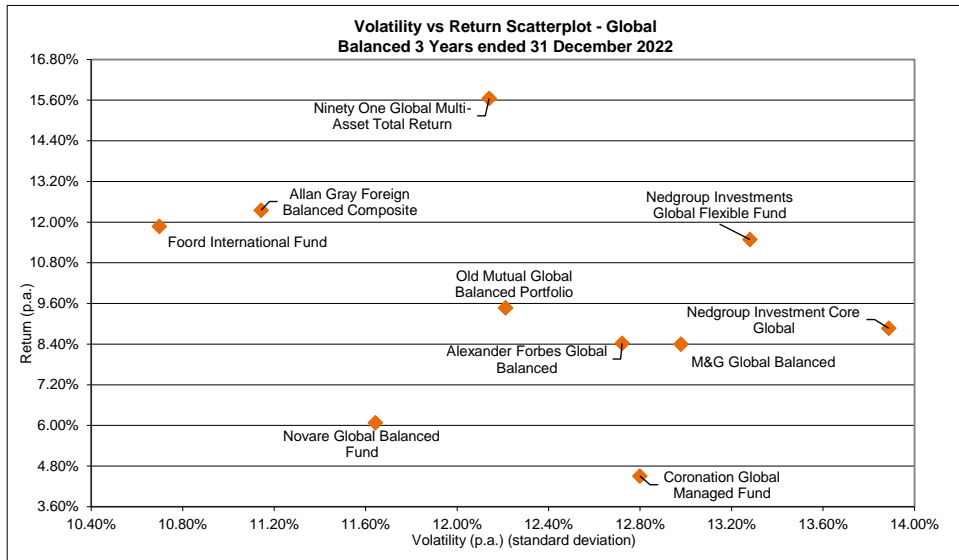 Volatility vs Return Scatterplot - Global
Balanced 3 Years ended 31 December 2022
Return (p.a.)
16.80%
15.60%
14.40%
13.20%
12.00%
10.80%
9.60%
8.40%
7.20%
6.00%
4.80%
3.60%
Ninety One Global Multi-
Asset Total Return
Allan Gray Foreign
Balanced Composite
Nedgroup Investments
Global Flexible Fund
Foord International Fund
Old Mutual Global
Balanced Portfolio
Nedgroup Investment Core
Global
Alexander Forbes Global
Balanced
M&G Global Balanced
Novare Global Balanced
Fund
Coronation Global
Managed Fund
10.40% 10.80% 11.20% 11.60% 12.00% 12.40% 12.80% 13.20% 13.60% 14.00%
Volatility (p.a.) (standard deviation)